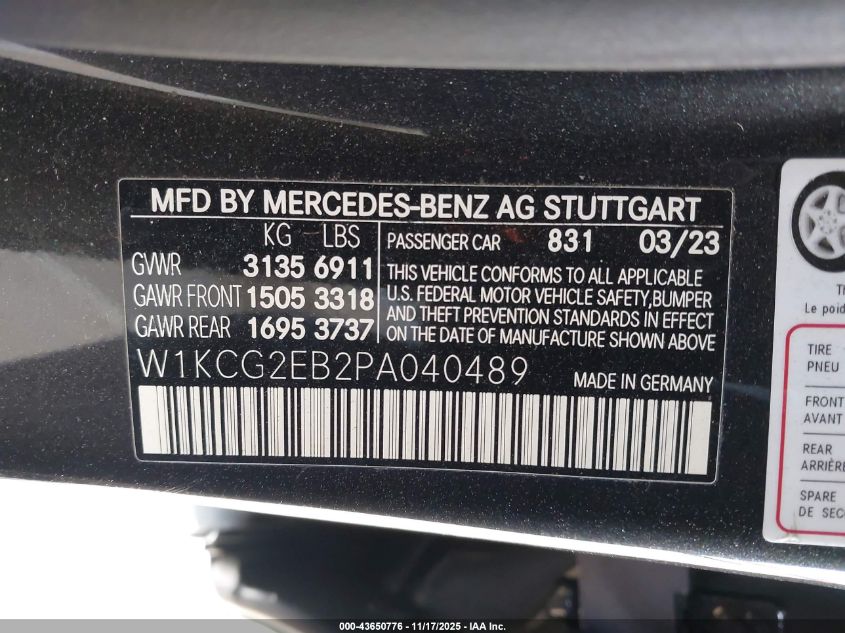 MFD BY MERCEDES-BENZ AG STUTTGART
KG LBS
GVWR 3135 6911
GAWR FRONT 1505 3318
GAWR REAR 1695 3737
PASSENGER CAR 831 03/23
THIS VEHICLE CONFORMS TO ALL APPLICABLE
U.S. FEDERAL MOTOR VEHICLE SAFETY,BUMPER
AND THEFT PREVENTION STANDARDS IN EFFECT
ON THE DATE OF MANUFACTURE SHOWN ABOVE
W1KCG2EB2PA040489
MADE IN GERMANY
Le poid
TIRE
PNEU
FRONT
AVANT
REAR
ARRIÈRE
SPARE
DE SEC
000-43650776 - 11/17/2025 - IAA Inc.